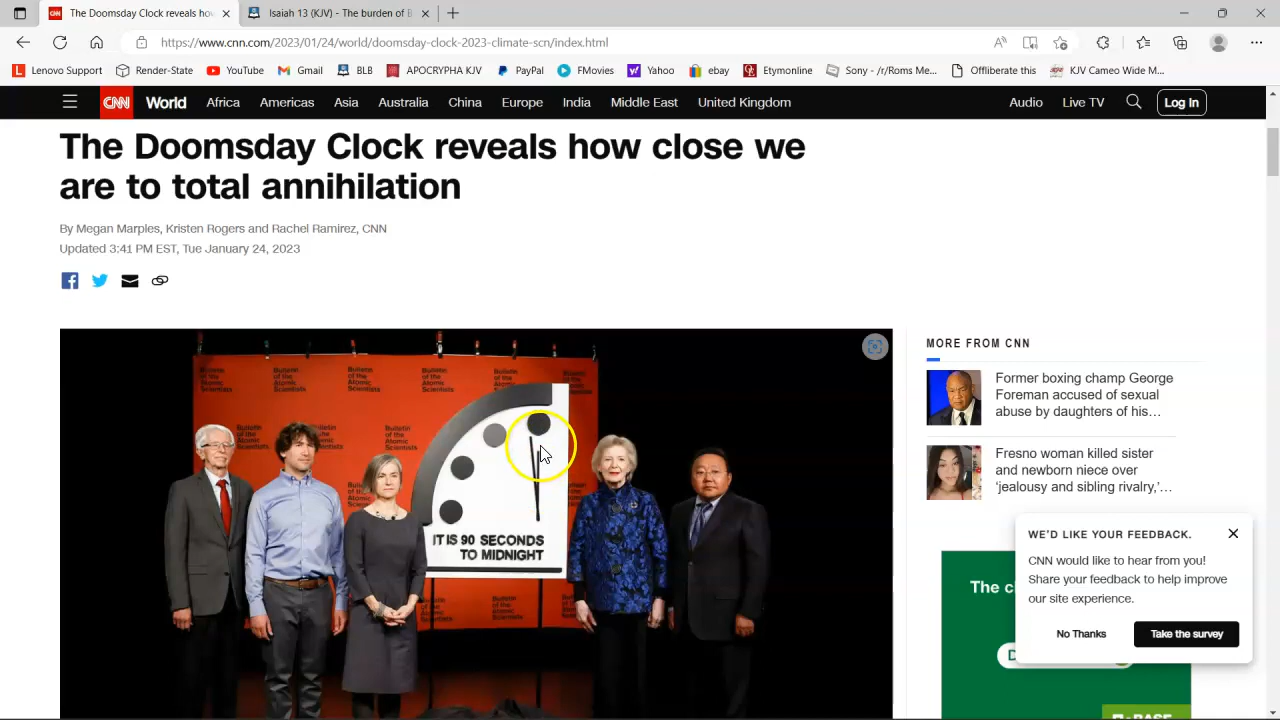 The Doomsday Clock reveals how
Isaiah 13 (KJV) - The burden of B
https://www.cnn.com/2023/01/24/world/doomsday-clock-2023-climate-scn/index.html
Lenovo Support
Render-State
YouTube
Gmail
BLB
APOCRYPHA KJV
PayPal
FMovies
Yahoo
ebay
Etymonline
Sony - /r/Roms Me...
Offliberate this
KJV Cameo Wide M...
CNN World Africa Americas Asia Australia China Europe India Middle East United Kingdom Audio Live TV Log In
The Doomsday Clock reveals how close we
are to total annihilation
By Megan Marples, Kristen Rogers and Rachel Ramirez, CNN
Updated 3:41 PM EST, Tue January 24, 2023
Bulletin
of the
Atomic
Scientists
IT IS 90 SECONDS
TO MIDNIGHT
MORE FROM CNN
Former boxing champ George
Foreman accused of sexual
abuse by daughters of his...
Fresno woman killed sister
and newborn niece over
'jealousy and sibling rivalry,'...
WE'D LIKE YOUR FEEDBACK.
CNN would like to hear from you!
Share your feedback to help improve
our site experience.
No Thanks
Take the survey